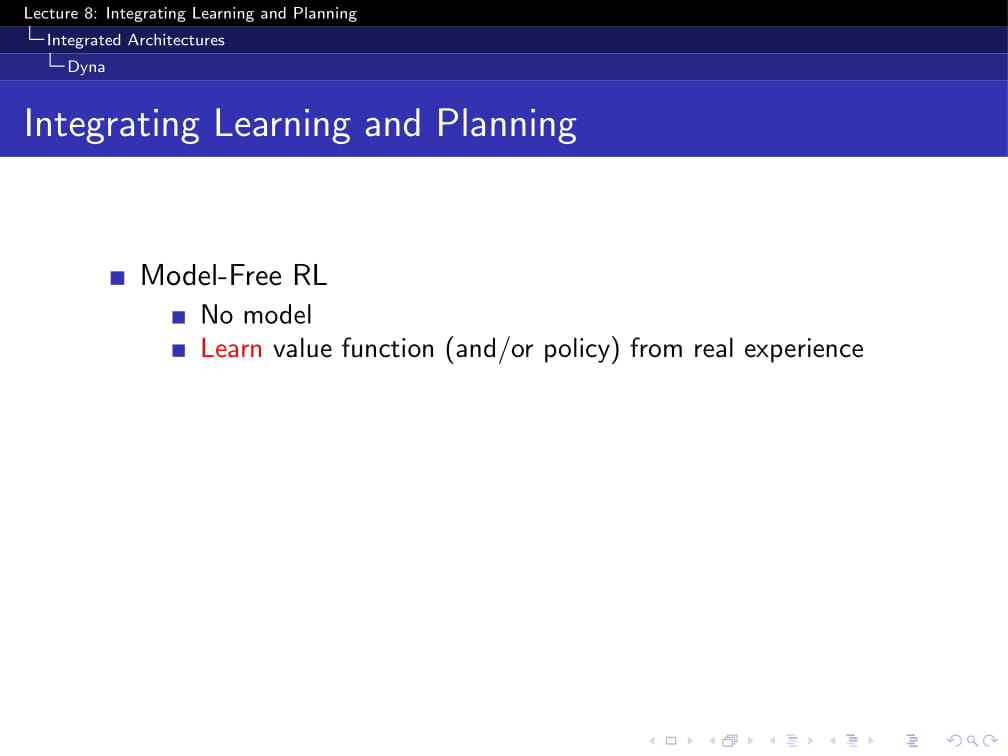 Lecture 8: Integrating Learning and Planning
Integrated Architectures
Dyna
Integrating Learning and Planning
Model-Free RL
No model
Learn value function (and/or policy) from real experience